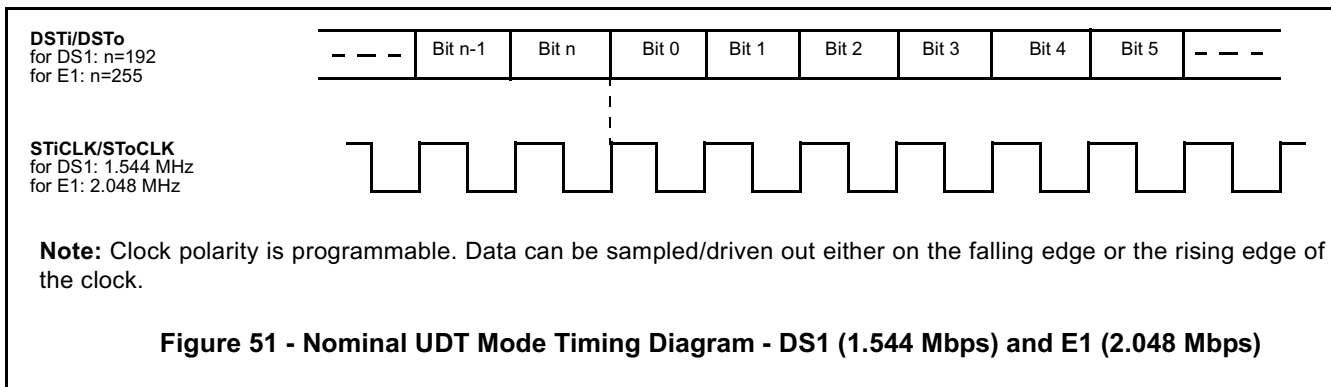 DSTi/DSTo
for DS1: n=192
for E1: n=255
Bit n-1 Bit n Bit 0 Bit 1 Bit 2 Bit 3 Bit 4 Bit 5
STiCLK/SToCLK
for DS1: 1.544 MHz
for E1: 2.048 MHz
Note: Clock polarity is programmable. Data can be sampled/driven out either on the falling edge or the rising edge of
the clock.
Figure 51 - Nominal UDT Mode Timing Diagram - DS1 (1.544 Mbps) and E1 (2.048 Mbps)